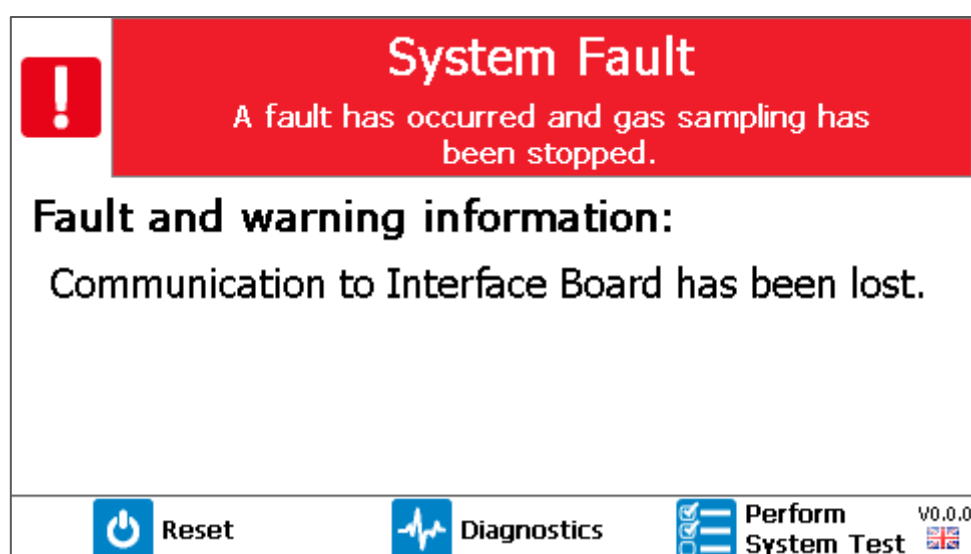 System Fault
A fault has occurred and gas sampling has
been stopped.
Fault and warning information:
Communication to Interface Board has been lost.
Reset
Diagnostics
Perform
System Test
V0.0.0